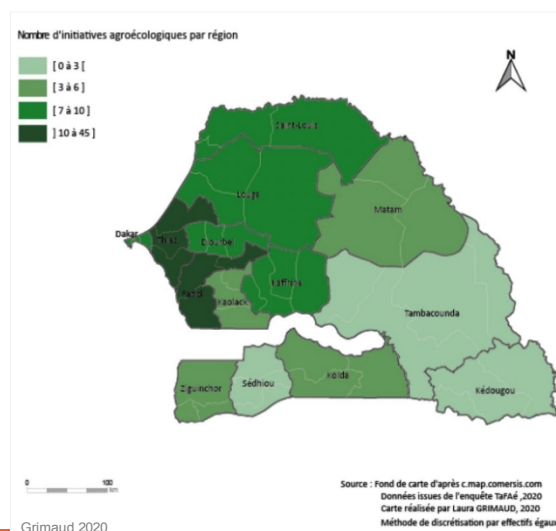 Nombre d'initiatives agroécologiques par région
[ 0 à 3 [
[ 3 à 6]
[ 7 à 10]
] 10 à 45]
N
Saint-Louis
Louga
Matam
Dakar
Thiès
Diourbel
Fatick
Kaolack
Kaffrine
Tambacounda
Ziguinchor
Sédhiou
Kolda
Kédougou
0 100
km
Source : Fond de carte d'après c.map.comersis.com
Données issues de l'enquête TaFAé ,2020
Carte réalisée par Laura GRIMAUD, 2020
Méthode de discrétisation par effectifs égaux
Grimaud 2020